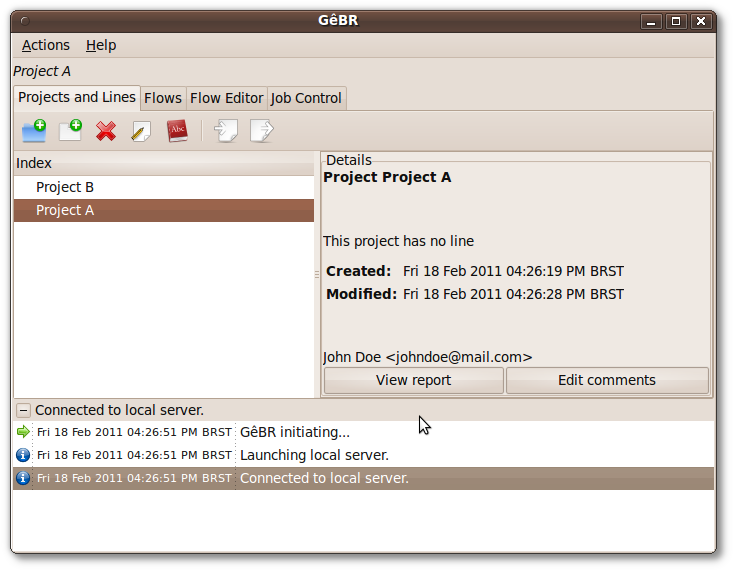 GêBR
Actions Help
Project A
Projects and Lines Flows Flow Editor Job Control
Abc
Index
Project B
Project A
Details
Project Project A
This project has no line
Created: Fri 18 Feb 2011 04:26:19 PM BRST
Modified: Fri 18 Feb 2011 04:26:28 PM BRST
John Doe <johndoe@mail.com>
View report Edit comments
Connected to local server.
Fri 18 Feb 2011 04:26:51 PM BRST GêBR initiating...
Fri 18 Feb 2011 04:26:51 PM BRST Launching local server.
Fri 18 Feb 2011 04:26:51 PM BRST Connected to local server.